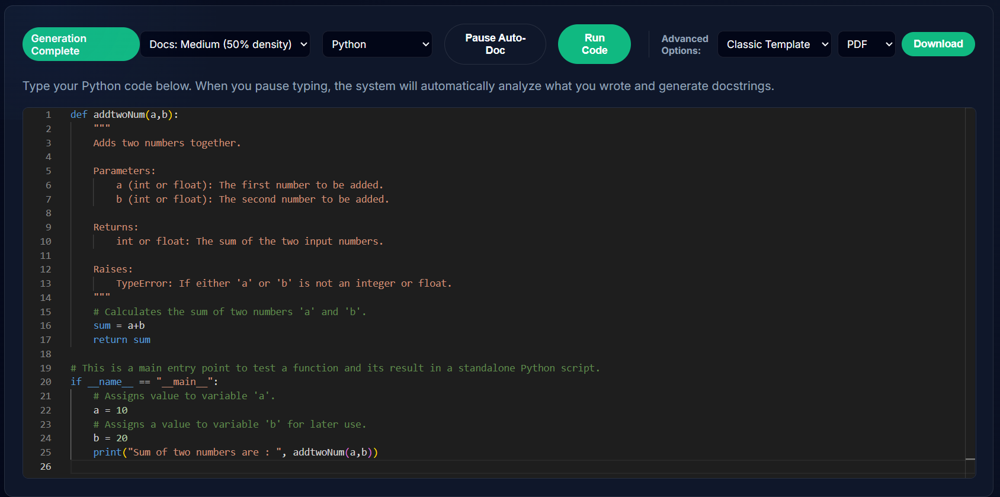 Generation
Complete
Docs: Medium (50% density)
Python
Pause Auto-
Doc
Run
Code
Advanced
Options:
Classic Template
PDF
Download
Type your Python code below. When you pause typing, the system will automatically analyze what you wrote and generate docstrings.
1 def addtwoNum(a,b):
2     """
3     Adds two numbers together.
4
5     Parameters:
6         a (int or float): The first number to be added.
7         b (int or float): The second number to be added.
8
9     Returns:
10         int or float: The sum of the two input numbers.
11
12     Raises:
13         TypeError: If either 'a' or 'b' is not an integer or float.
14     """
15     # Calculates the sum of two numbers 'a' and 'b'.
16     sum = a+b
17     return sum
18
19 # This is a main entry point to test a function and its result in a standalone Python script.
20 if __name__ == "__main__":
21     # Assigns value to variable 'a'.
22     a = 10
23     # Assigns a value to variable 'b' for later use.
24     b = 20
25     print("Sum of two numbers are : ", addtwoNum(a,b))
26